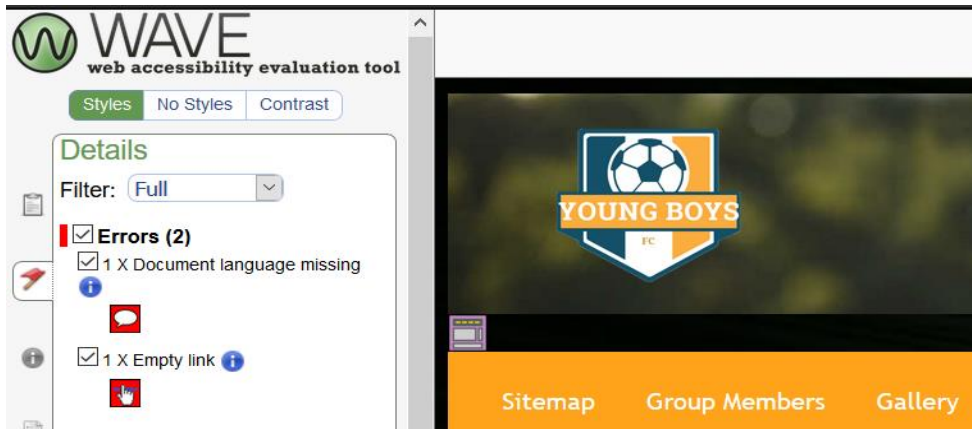 WAVE
web accessibility evaluation tool
Styles No Styles Contrast
Details
Filter: Full
Errors (2)
1 X Document language missing
1 X Empty link
YOUNG BOYS
FC
Sitemap Group Members Gallery